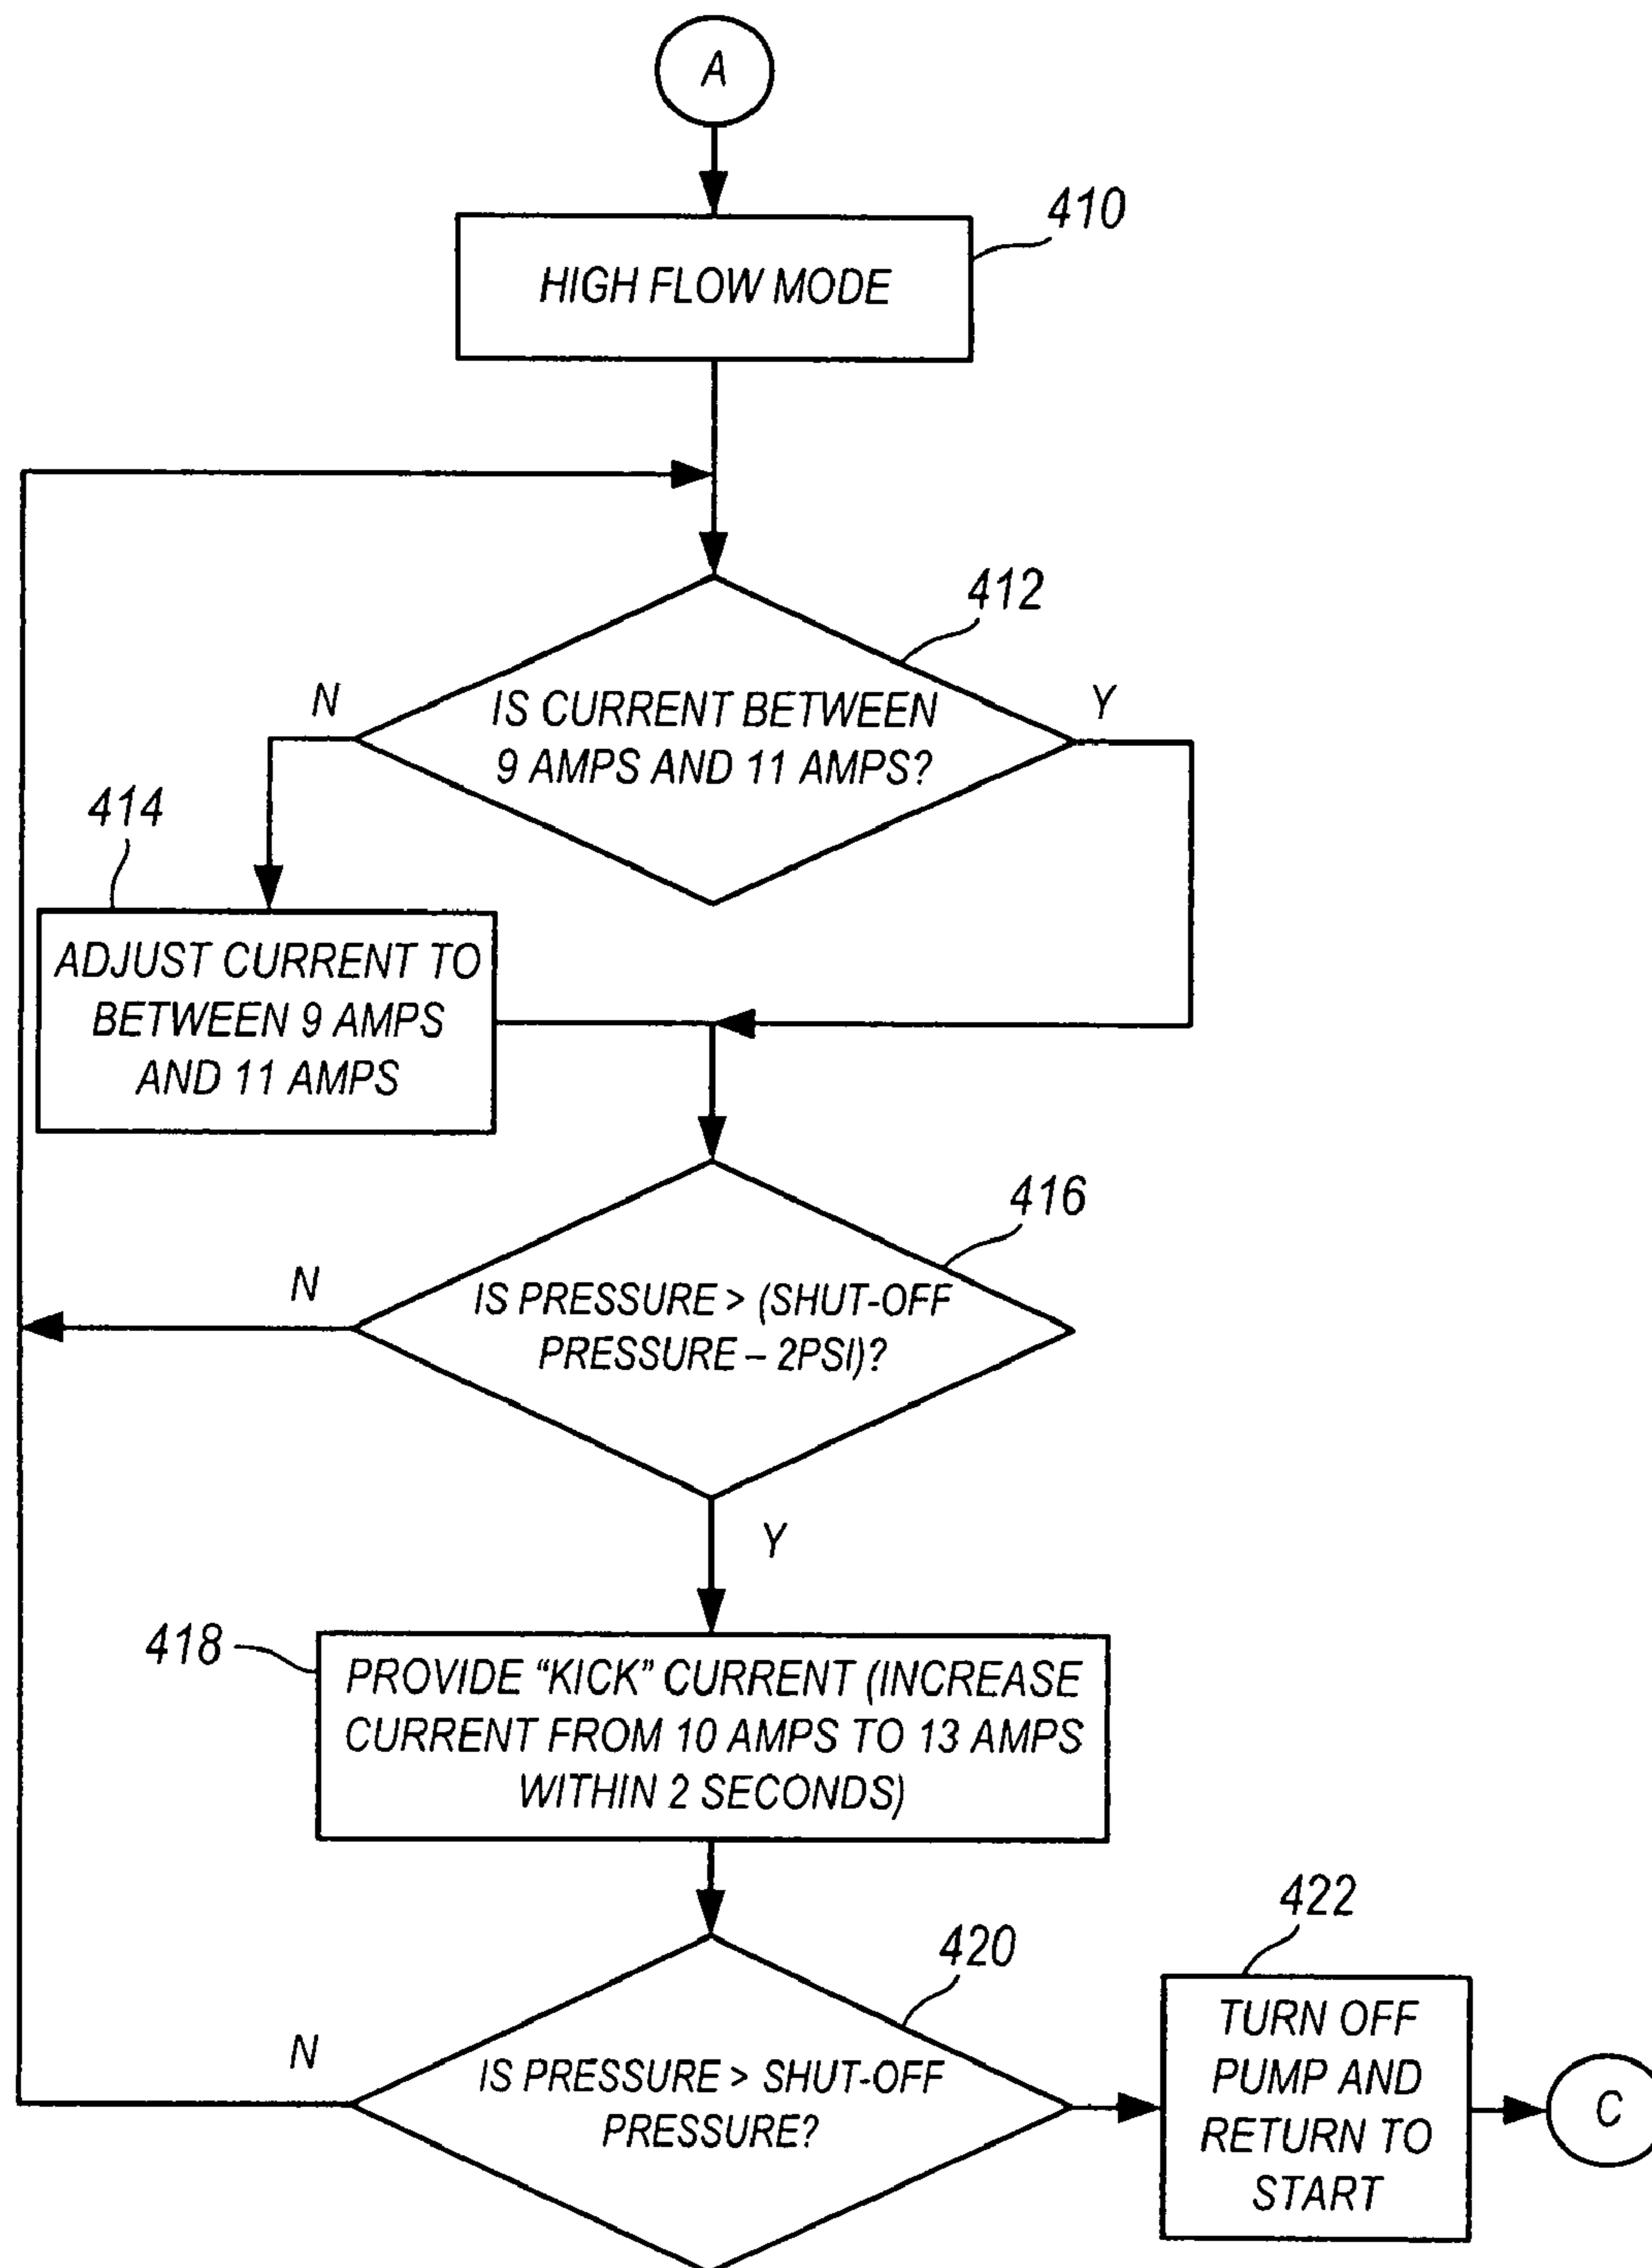 A
410
HIGH FLOW MODE
412
N
IS CURRENT BETWEEN
9 AMPS AND 11 AMPS?
Y
414
ADJUST CURRENT TO
BETWEEN 9 AMPS
AND 11 AMPS
416
N
IS PRESSURE > (SHUT-OFF
PRESSURE – 2PSI)?
Y
418
PROVIDE “KICK” CURRENT (INCREASE
CURRENT FROM 10 AMPS TO 13 AMPS
WITHIN 2 SECONDS)
420
N
IS PRESSURE > SHUT-OFF
PRESSURE?
422
TURN OFF
PUMP AND
RETURN TO
START
C